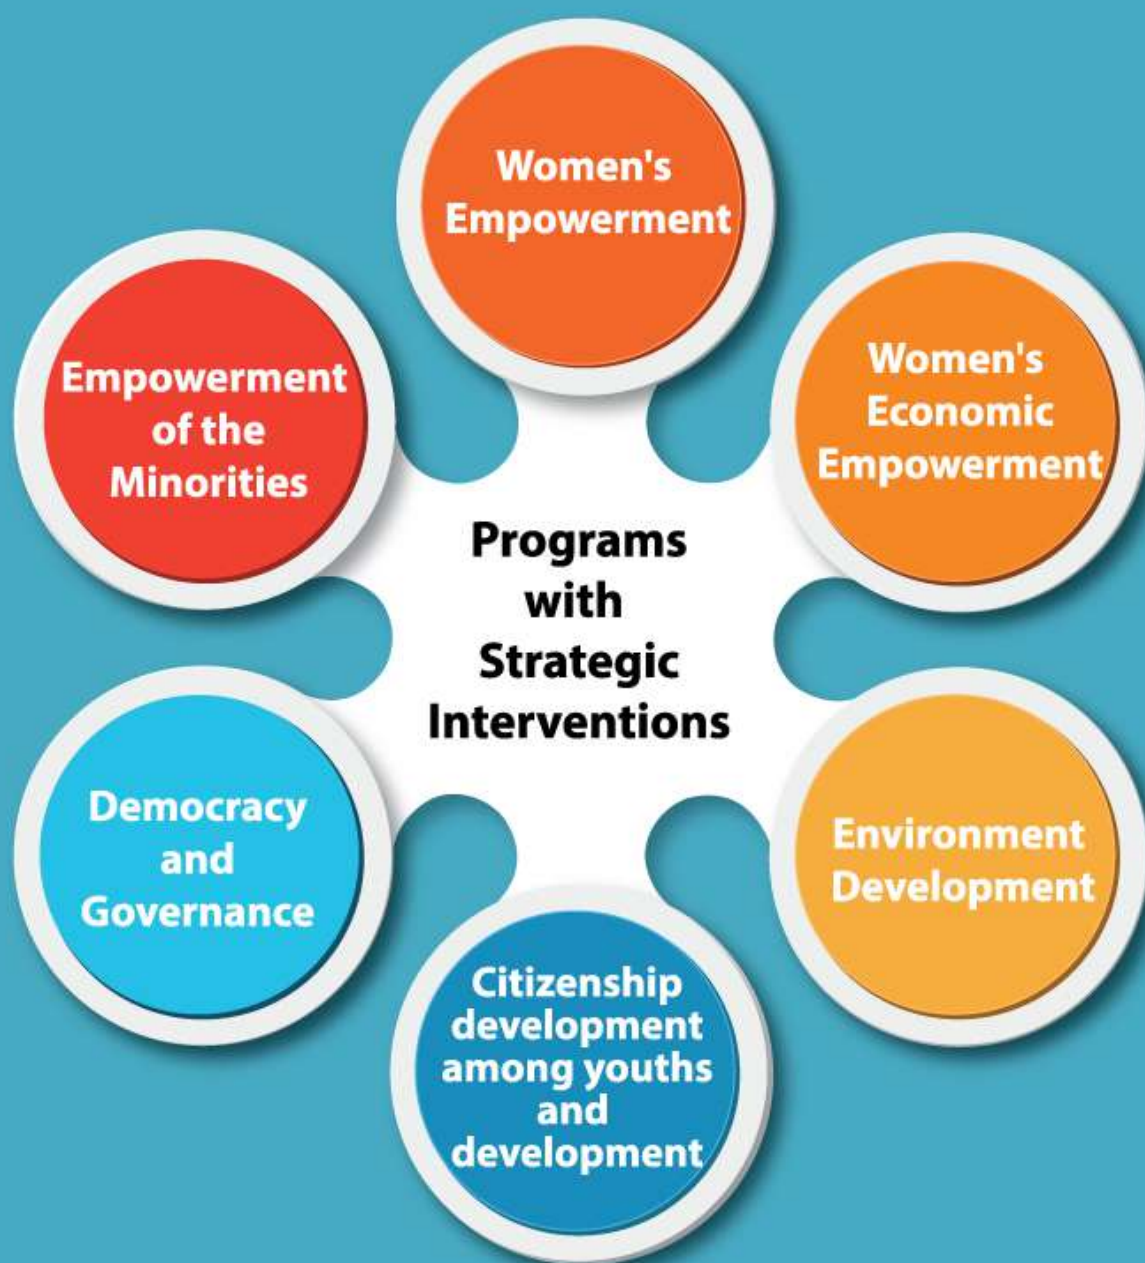 Women's
Empowerment
Women's
Economic
Empowerment
Empowerment
of the
Minorities
Programs
with
Strategic
Interventions
Environment
Development
Democracy
and
Governance
Citizenship
development
among youths
and
development